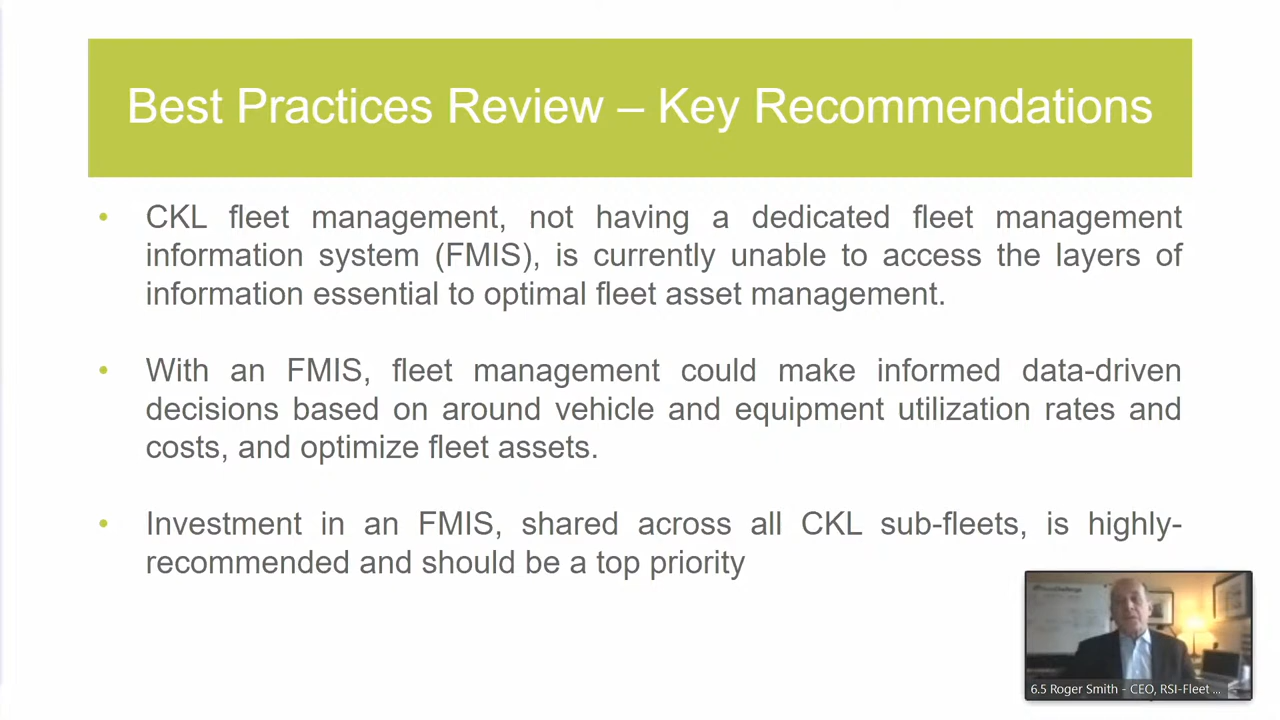 Best Practices Review – Key Recommendations
• CKL fleet management, not having a dedicated fleet management
information system (FMIS), is currently unable to access the layers of
information essential to optimal fleet asset management.
• With an FMIS, fleet management could make informed data-driven
decisions based on around vehicle and equipment utilization rates and
costs, and optimize fleet assets.
• Investment in an FMIS, shared across all CKL sub-fleets, is highly-
recommended and should be a top priority
6.5 Roger Smith - CEO, RSI-Fleet ...